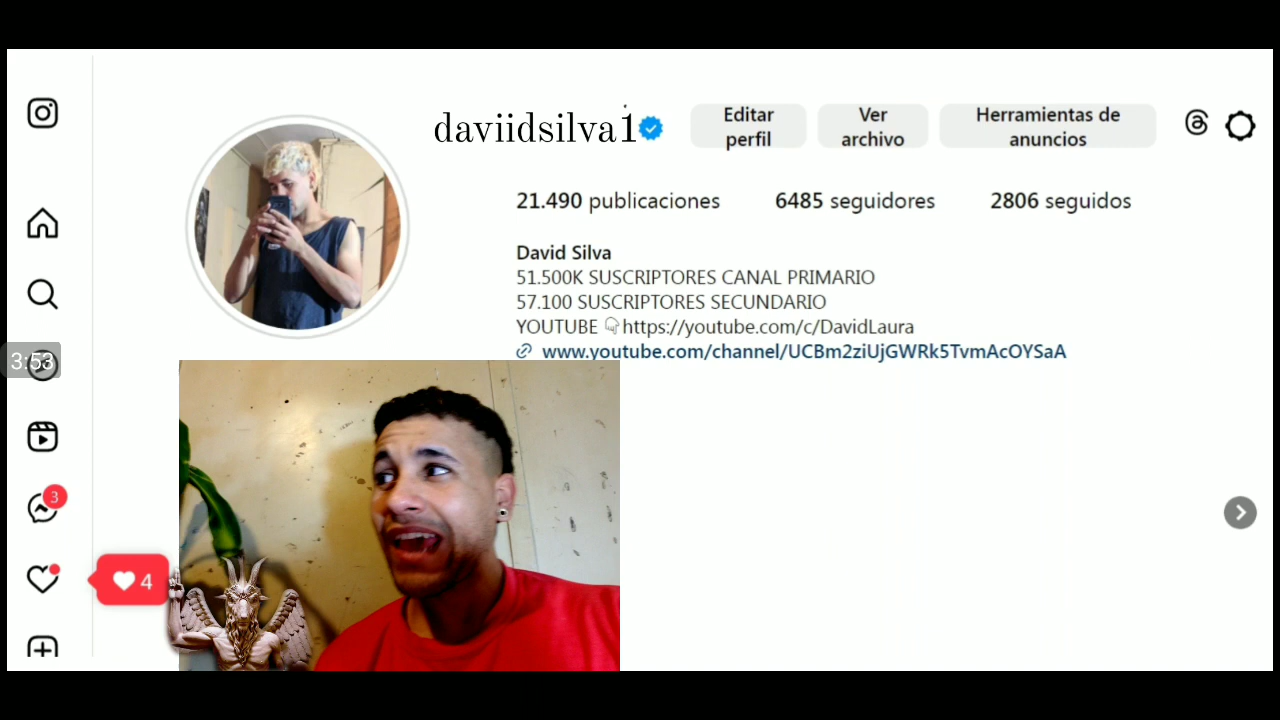 daviidsilva1
Editar perfil
Ver archivo
Herramientas de anuncios
21.490 publicaciones 6485 seguidores 2806 seguidos
David Silva
51.500K SUSCRIPTORES CANAL PRIMARIO
57.100 SUSCRIPTORES SECUNDARIO
YOUTUBE 👇https://youtube.com/c/DavidLaura
www.youtube.com/channel/UCBm2ziUjGWRk5TvmAcOYSaA
3:53
3
4